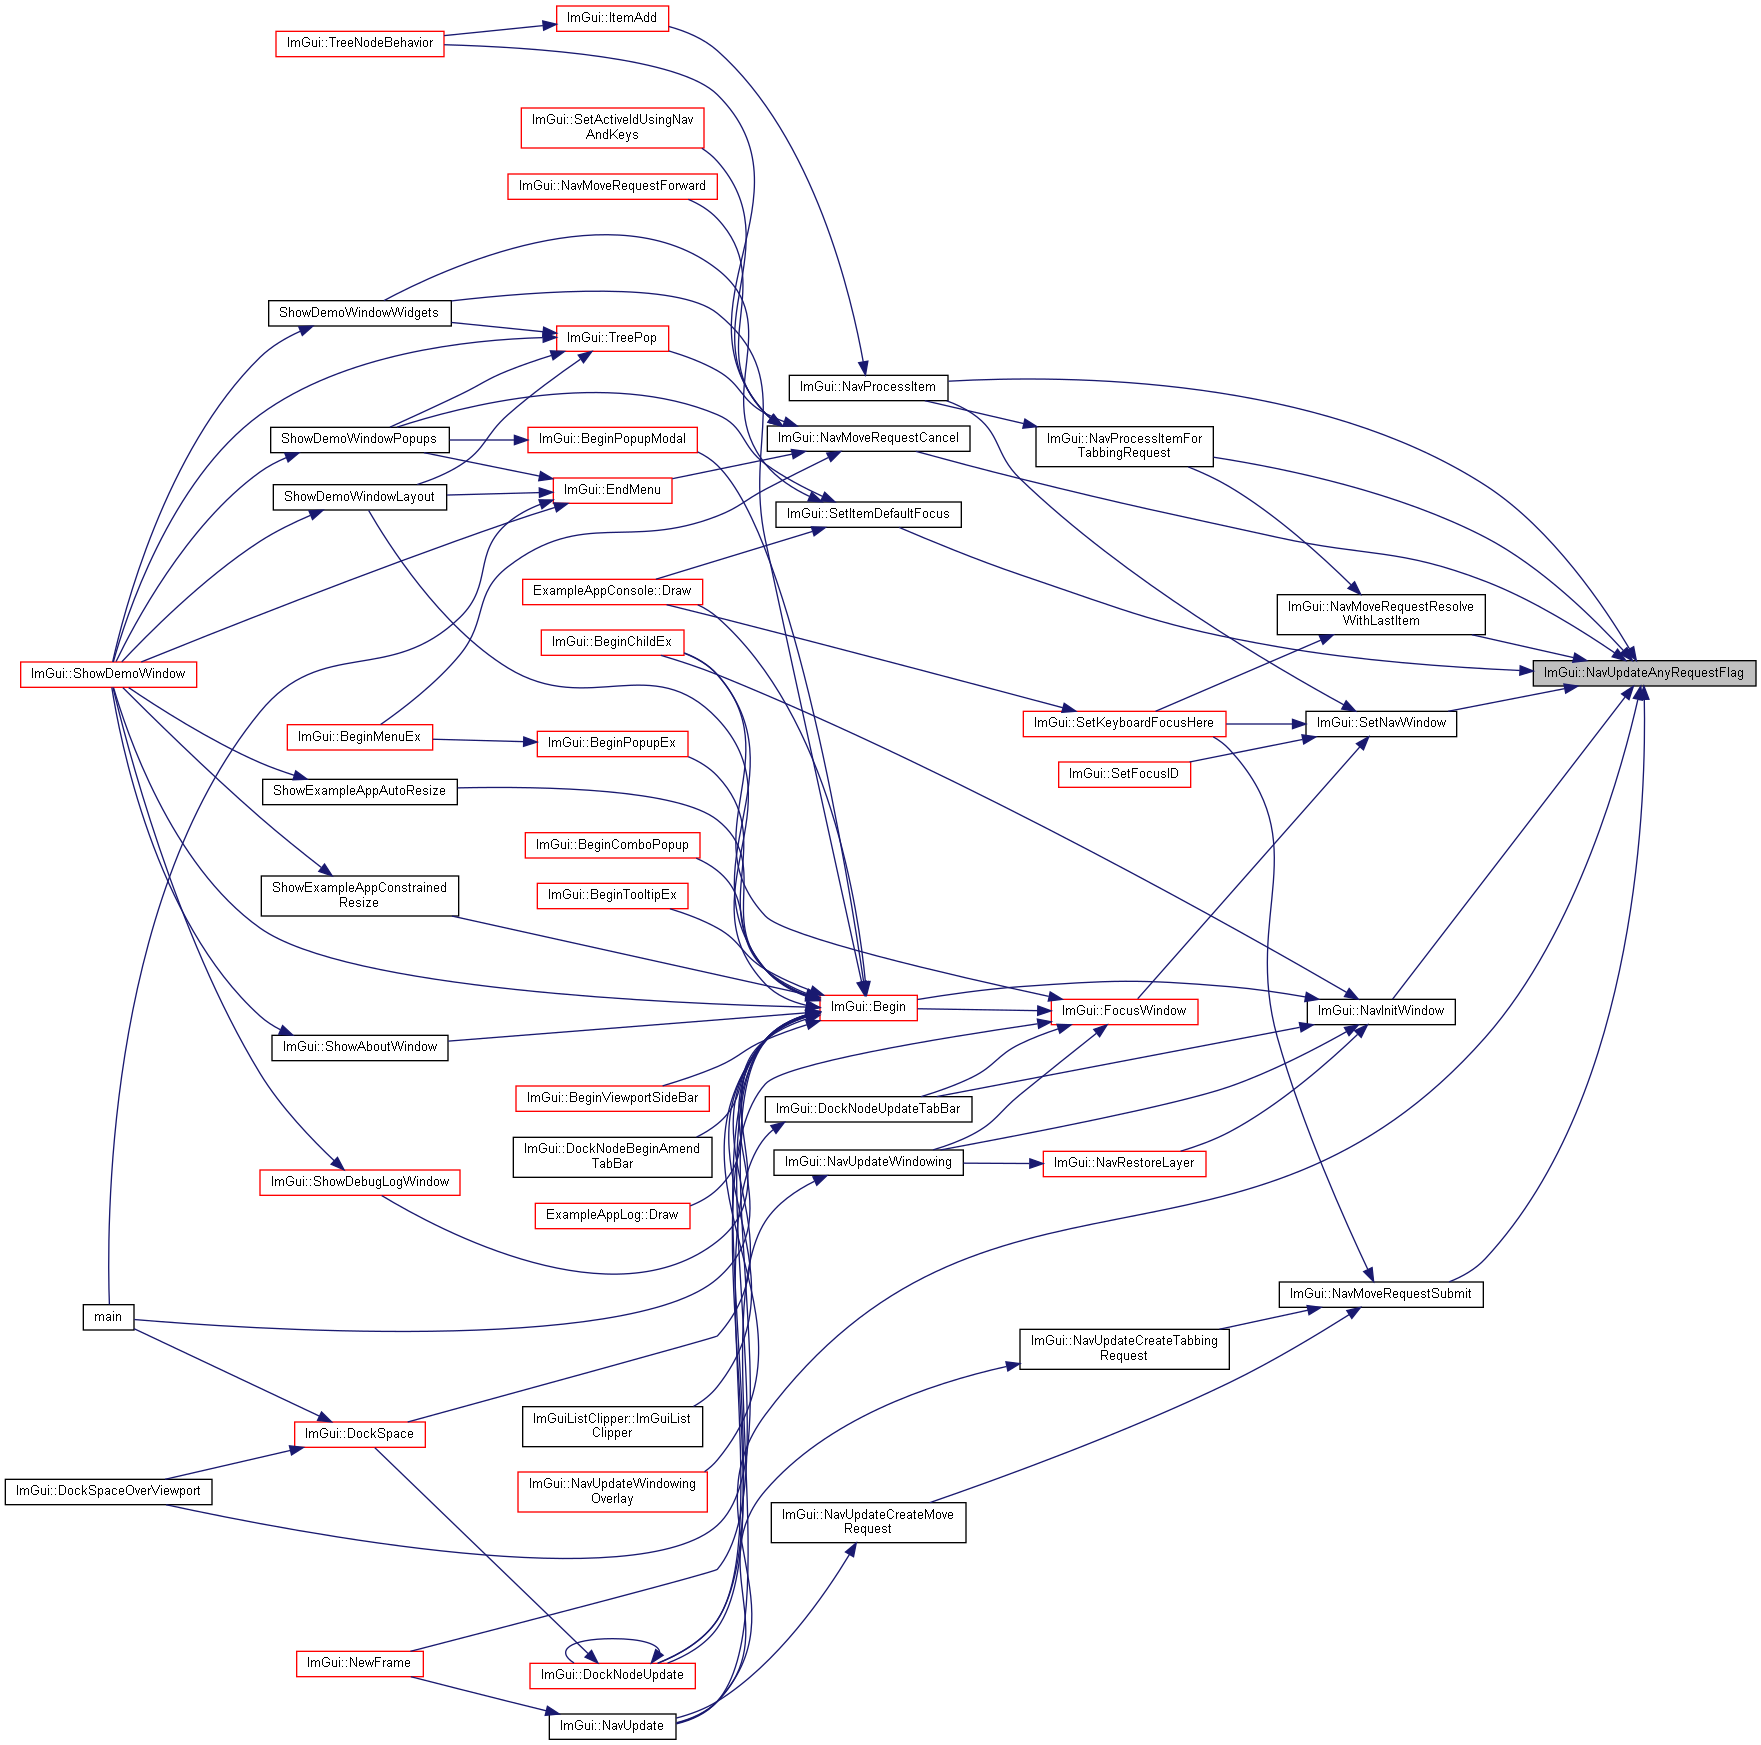 ImGui::ItemAdd
ImGui::TreeNodeBehavior
ImGui::SetActiveIdUsingNav
AndKeys
ImGui::NavMoveRequestForward
ShowDemoWindowWidgets
ImGui::TreePop
ImGui::NavProcessItem
ShowDemoWindowPopups
ImGui::BeginPopupModal
ImGui::NavMoveRequestCancel
ImGui::NavProcessItemFor
TabbingRequest
ShowDemoWindowLayout
ImGui::EndMenu
ImGui::SetItemDefaultFocus
ExampleAppConsole::Draw
ImGui::NavMoveRequestResolve
WithLastItem
ImGui::BeginChildEx
ImGui::ShowDemoWindow
ImGui::NavUpdateAnyRequestFlag
ImGui::SetKeyboardFocusHere
ImGui::SetNavWindow
ImGui::BeginMenuEx
ImGui::BeginPopupEx
ImGui::SetFocusID
ShowExampleAppAutoResize
ImGui::BeginComboPopup
ShowExampleAppConstrained
Resize
ImGui::BeginTooltipEx
ImGui::Begin
ImGui::FocusWindow
ImGui::NavInitWindow
ImGui::ShowAboutWindow
ImGui::BeginViewportSideBar
ImGui::DockNodeUpdateTabBar
ImGui::DockNodeBeginAmend
TabBar
ImGui::NavUpdateWindowing
ImGui::NavRestoreLayer
ImGui::ShowDebugLogWindow
ExampleAppLog::Draw
ImGui::NavMoveRequestSubmit
main
ImGui::NavUpdateCreateTabbing
Request
ImGuiListClipper::ImGuiList
Clipper
ImGui::DockSpace
ImGui::DockSpaceOverViewport
ImGui::NavUpdateWindowing
Overlay
ImGui::NavUpdateCreateMove
Request
ImGui::NewFrame
ImGui::DockNodeUpdate
ImGui::NavUpdate